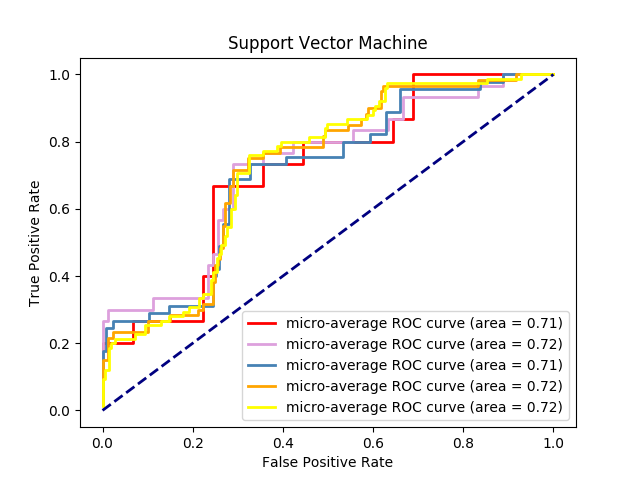 Support Vector Machine
True Positive Rate
1.0
0.8
0.6
0.4
0.2
0.0
micro-average ROC curve (area = 0.71)
micro-average ROC curve (area = 0.72)
micro-average ROC curve (area = 0.71)
micro-average ROC curve (area = 0.72)
micro-average ROC curve (area = 0.72)
0.0 0.2 0.4 0.6 0.8 1.0
False Positive Rate